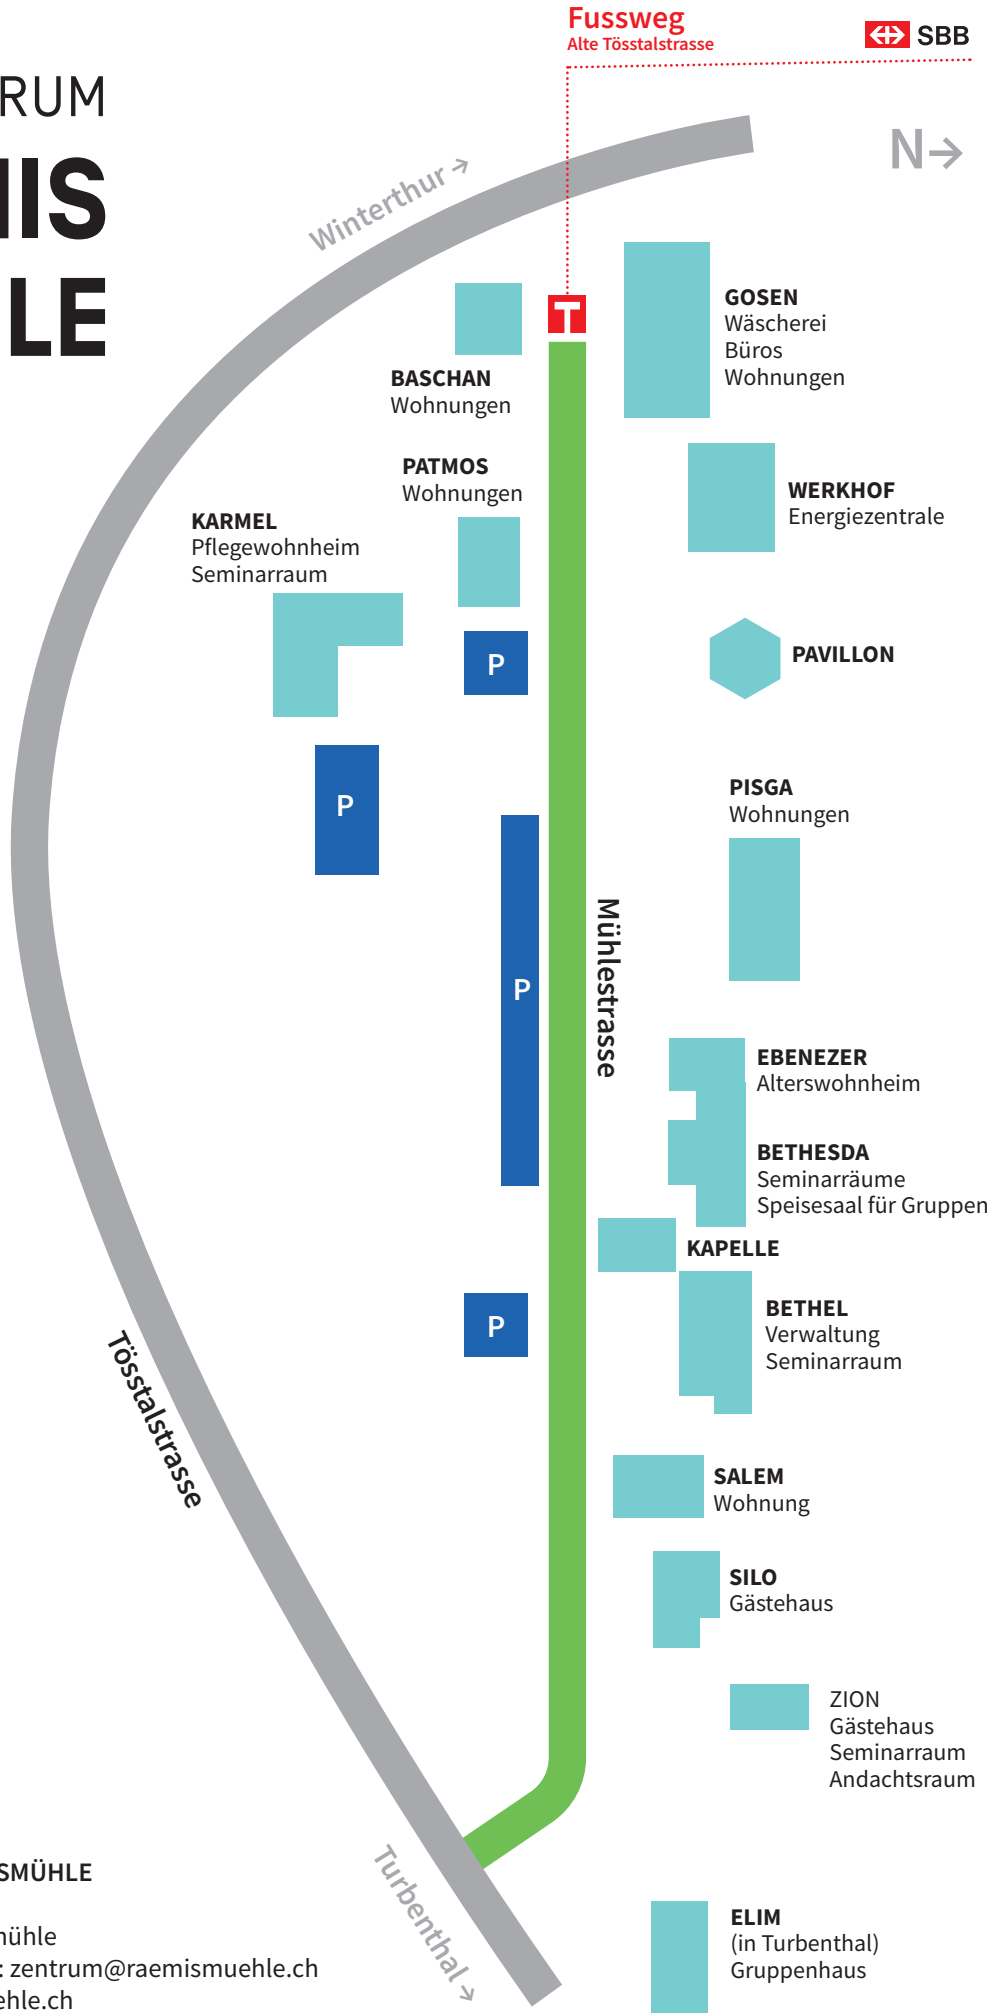 Fussweg
Alte Tösstalstrasse
SBB
RUM
IS
LE
N→
Winterthur →
T
GOSEN
Wäscherei
Büros
Wohnungen
BASCHAN
Wohnungen
PATMOS
Wohnungen
WERKHOF
Energiezentrale
KARMEL
Pflegewohnheim
Seminarraum
P
PAVILLON
P
PISGA
Wohnungen
Mühlestrasse
P
EBENEZER
Alterswohnheim
BETHESDA
Seminarräume
Speisesaal für Gruppen
KAPELLE
BETHEL
Verwaltung
Seminarraum
P
Tösstalstrasse
SALEM
Wohnung
SILO
Gästehaus
ZION
Gästehaus
Seminarraum
Andachtsraum
Turbenthal →
SMÜHLE
mühle
: zentrum@raemismuehle.ch
ehle.ch
ELIM
(in Turbenthal)
Gruppenhaus